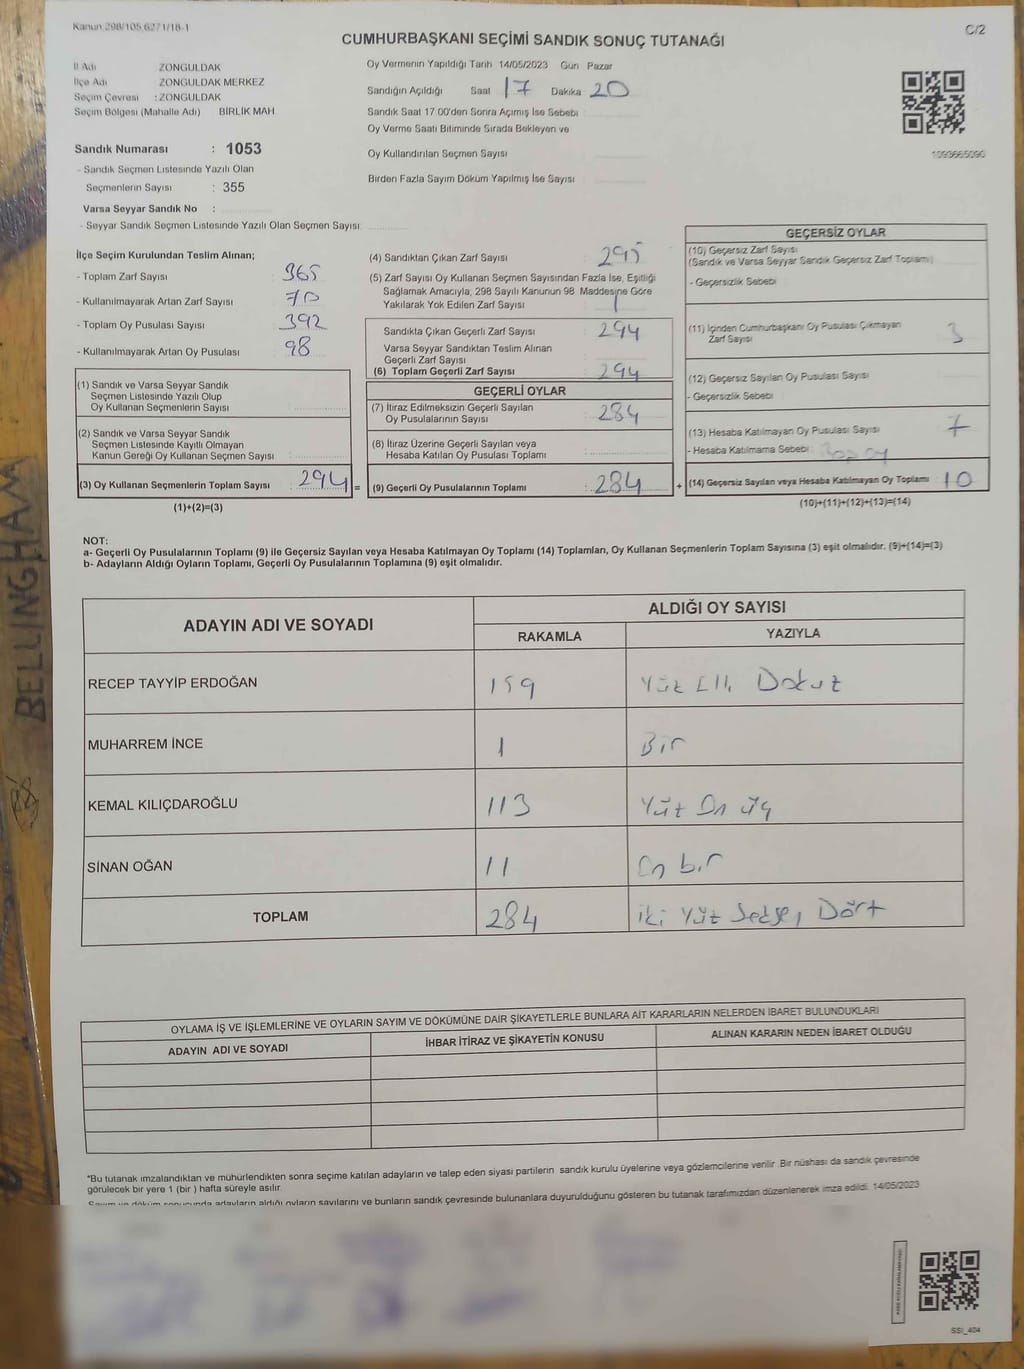 Kanun 298/105,6271/18-1
C/2
CUMHURBAŞKANI SEÇİMİ SANDIK SONUÇ TUTANAĞI
İl Adı ZONGULDAK
İlçe Adı ZONGULDAK MERKEZ
Seçim Çevresi : ZONGULDAK
Seçim Bölgesi (Mahalle Adı) BİRLİK MAH
Sandık Numarası : 1053
- Sandık Seçmen Listesinde Yazılı Olan
Seçmenlerin Sayısı : 355
Varsa Seyyar Sandık No :
- Seyyar Sandık Seçmen Listesinde Yazılı Olan Seçmen Sayısı
Oy Vermenin Yapıldığı Tarih 14/05/2023 Gün Pazar
Sandığın Açıldığı Saat 17 Dakika 20
Sandık Saat 17.00'den Sonra Açımış İse Sebebi
Oy Verme Saati Bitiminde Sırada Bekleyen ve
Oy Kullandırılan Seçmen Sayısı
Birden Fazla Sayım Döküm Yapılmış İse Sayısı
1093665090
İlçe Seçim Kurulundan Teslim Alınan;
- Toplam Zarf Sayısı 365
- Kullanılmayarak Artan Zarf Sayısı 70
- Toplam Oy Pusulası Sayısı 392
- Kullanılmayarak Artan Oy Pusulası 98
(1) Sandık ve Varsa Seyyar Sandık
Seçmen Listesinde Yazılı Olup
Oy Kullanan Seçmenlerin Sayısı
(2) Sandık ve Varsa Seyyar Sandık
Seçmen Listesinde Kayıtlı Olmayan
Kanun Gereği Oy Kullanan Seçmen Sayısı
(3) Oy Kullanan Seçmenlerin Toplam Sayısı : 294 =
(1)+(2)=(3)
(4) Sandıktan Çıkan Zarf Sayısı 295
(5) Zarf Sayısı Oy Kullanan Seçmen Sayısından Fazla İse, Eşitliği
Sağlamak Amacıyla, 298 Sayılı Kanunun 98 Maddesine Göre
Yakılarak Yok Edilen Zarf Sayısı 1
Sandıkta Çıkan Geçerli Zarf Sayısı 294
Varsa Seyyar Sandıktan Teslim Alınan
Geçerli Zarf Sayısı
(6) Toplam Geçerli Zarf Sayısı 294
GEÇERLİ OYLAR
(7) İtiraz Edilmeksizin Geçerli Sayılan
Oy Pusulalarının Sayısı 284
(8) İtiraz Üzerine Geçerli Sayılan veya
Hesaba Katılan Oy Pusulası Toplamı
(9) Geçerli Oy Pusulalarının Toplamı : 284 +
GEÇERSİZ OYLAR
(10) Geçersiz Zarf Sayısı
(Sandık ve Varsa Seyyar Sandık Geçersiz Zarf Toplamı)
- Geçersizlik Sebebi
(11) İçinden Cumhurbaşkanı Oy Pusulası Çıkmayan
Zarf Sayısı 3
(12) Geçersiz Sayılan Oy Pusulası Sayısı
- Geçersizlik Sebebi
(13) Hesaba Katılmayan Oy Pusulası Sayısı 7
- Hesaba Katılmama Sebebi
(14) Geçersiz Sayılan veya Hesaba Katılmayan Oy Toplamı 10
(10)+(11)+(12)+(13)=(14)
NOT:
a- Geçerli Oy Pusulalarının Toplamı (9) ile Geçersiz Sayılan veya Hesaba Katılmayan Oy Toplamı (14) Toplamları, Oy Kullanan Seçmenlerin Toplam Sayısına (3) eşit olmalıdır. (9)+(14)=(3)
b- Adayların Aldığı Oyların Toplamı, Geçerli Oy Pusulalarının Toplamına (9) eşit olmalıdır.
BELLINGHAM
ADAYIN ADI VE SOYADI ALDIĞI OY SAYISI
RAKAMLA YAZIYLA
RECEP TAYYİP ERDOĞAN 159 Yüz Elli Dokuz
MUHARREM İNCE 1 Bir
KEMAL KILIÇDAROĞLU 113 Yüz On üç
SİNAN OĞAN 11 On bir
TOPLAM 284 iki Yüz Seksen Dört
OYLAMA İŞ VE İŞLEMLERİNE VE OYLARIN SAYIM VE DÖKÜMÜNE DAİR ŞİKAYETLERLE BUNLARA AİT KARARLARIN NELERDEN İBARET BULUNDUKLARI
ADAYIN ADI VE SOYADI İHBAR İTİRAZ VE ŞİKAYETİN KONUSU ALINAN KARARIN NEDEN İBARET OLDUĞU
*Bu tutanak imzalandıktan ve mühürlendikten sonra seçime katılan adayların ve talep eden siyasi partilerin sandık kurulu üyelerine veya gözlemcilerine verilir. Bir nüshası da sandık çevresinde
görülecek bir yere 1 (bir ) hafta süreyle asılır.
Sayım ve döküm sonucunda adayların aldığı oyların sayılarını ve bunların sandık çevresinde bulunanlara duyurulduğunu gösteren bu tutanak tarafımızdan düzenlenerek imza edildi. 14/05/2023
SSI_404